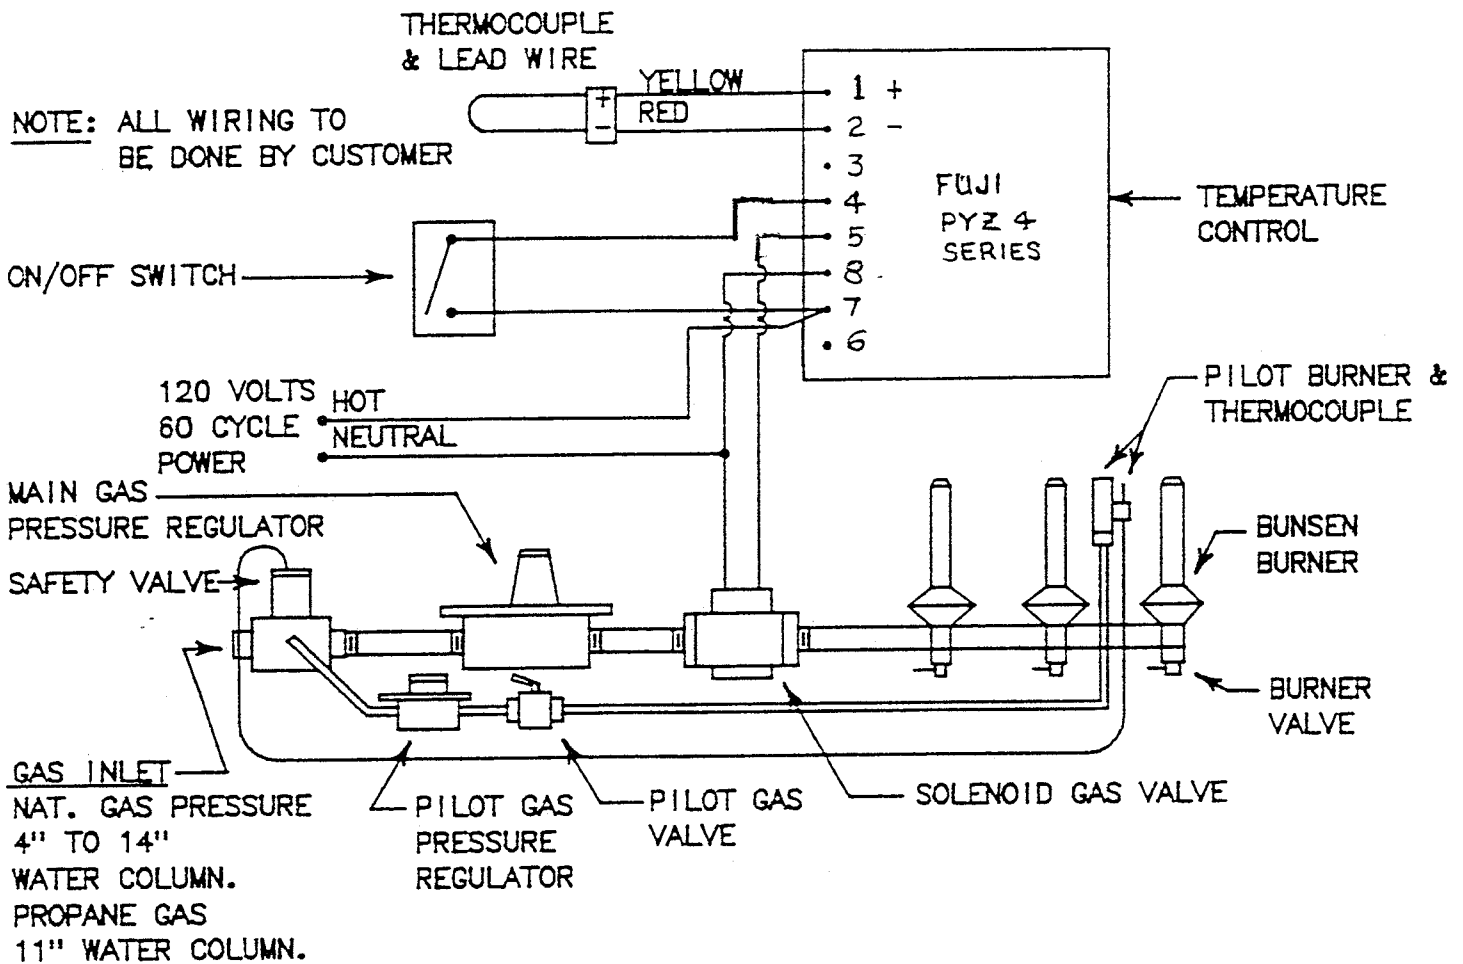 THERMOCOUPLE
& LEAD WIRE
NOTE: ALL WIRING TO
BE DONE BY CUSTOMER
+
−
YELLOW
RED
1 +
2 −
3
4
5
8
7
6
FUJI
PYZ 4
SERIES
TEMPERATURE
CONTROL
ON/OFF SWITCH
120 VOLTS
60 CYCLE
POWER
HOT
NEUTRAL
PILOT BURNER &
THERMOCOUPLE
MAIN GAS
PRESSURE REGULATOR
SAFETY VALVE
BUNSEN
BURNER
BURNER
VALVE
GAS INLET
NAT. GAS PRESSURE
4" TO 14"
WATER COLUMN.
PROPANE GAS
11" WATER COLUMN.
PILOT GAS
PRESSURE
REGULATOR
PILOT GAS
VALVE
SOLENOID GAS VALVE